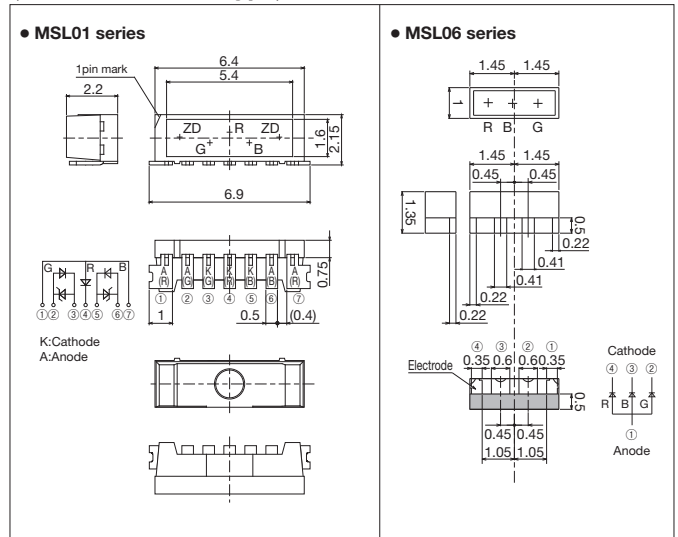 ● MSL01 series
1pin mark
6.4
5.4
2.2
ZD R ZD
G B
1.6
2.15
6.9
G R B
①② ③④⑤ ⑥⑦
K:Cathode
A:Anode
A(R) A(G) K(G) K(R) K(B) A(B) A(R)
① ② ③ ④ ⑤ ⑥ ⑦
0.75
1
0.5
(0.4)
● MSL06 series
1.45 1.45
1
R B G
1.45 1.45
0.45 0.45
1.35
0.5
0.22
0.41
0.41
0.22
0.22
④ ③ ② ①
Electrode
0.35 0.6 0.6 0.35
0.5
0.45 0.45
1.05 1.05
Cathode
④ ③ ②
R B G
①
Anode